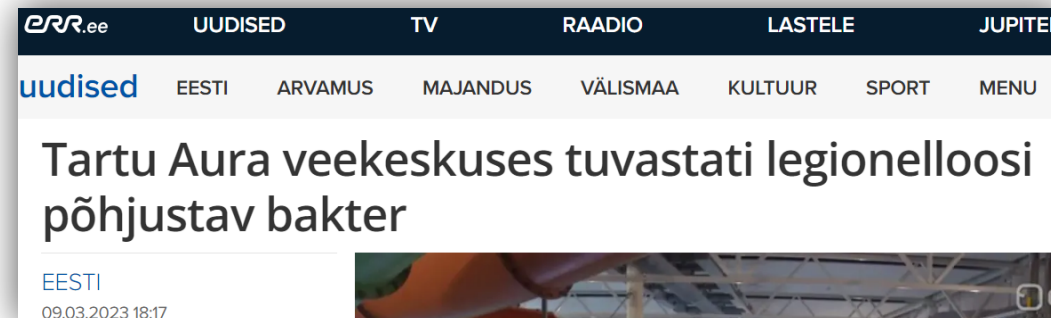 err.ee UUDISED TV RAADIO LASTELE JUPITE
uudised EESTI ARVAMUS MAJANDUS VÄLISMAA KULTUUR SPORT MENU
Tartu Aura veekeskuses tuvastati legionelloosi
põhjustav bakter
EESTI
09.03.2023 18:17